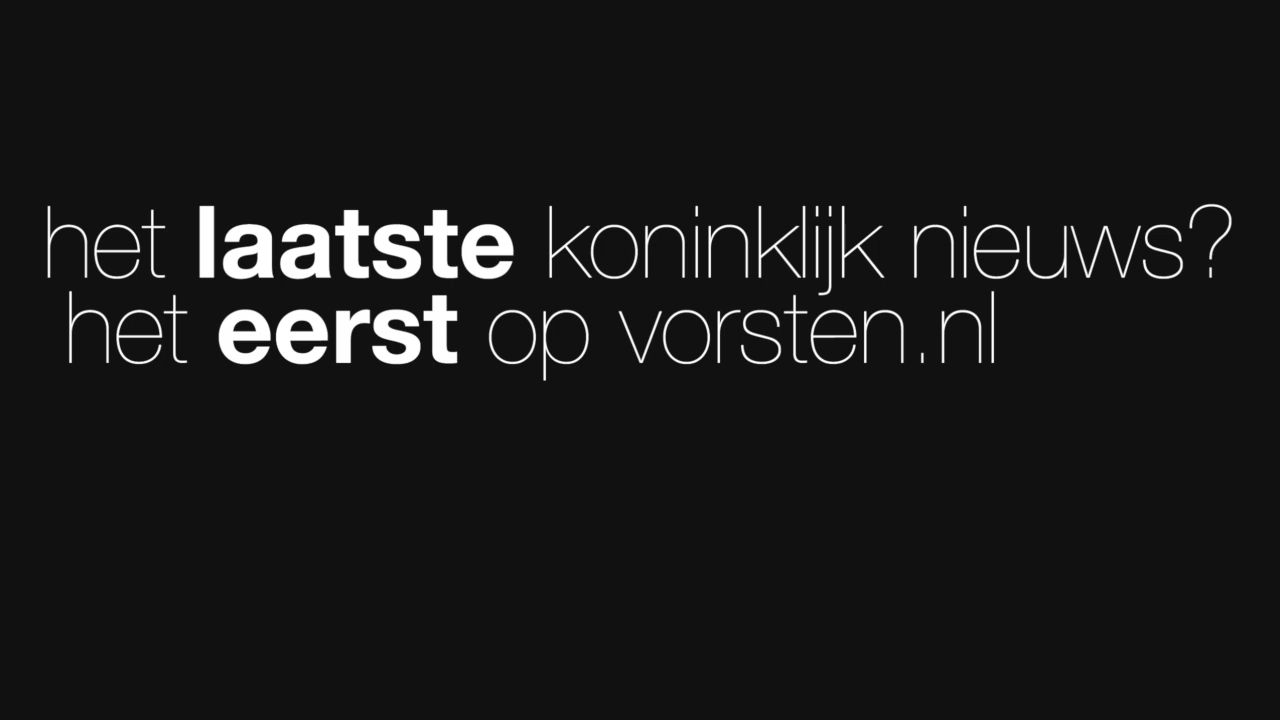 het laatste koninklijk nieuws?
het eerst op vorsten.nl